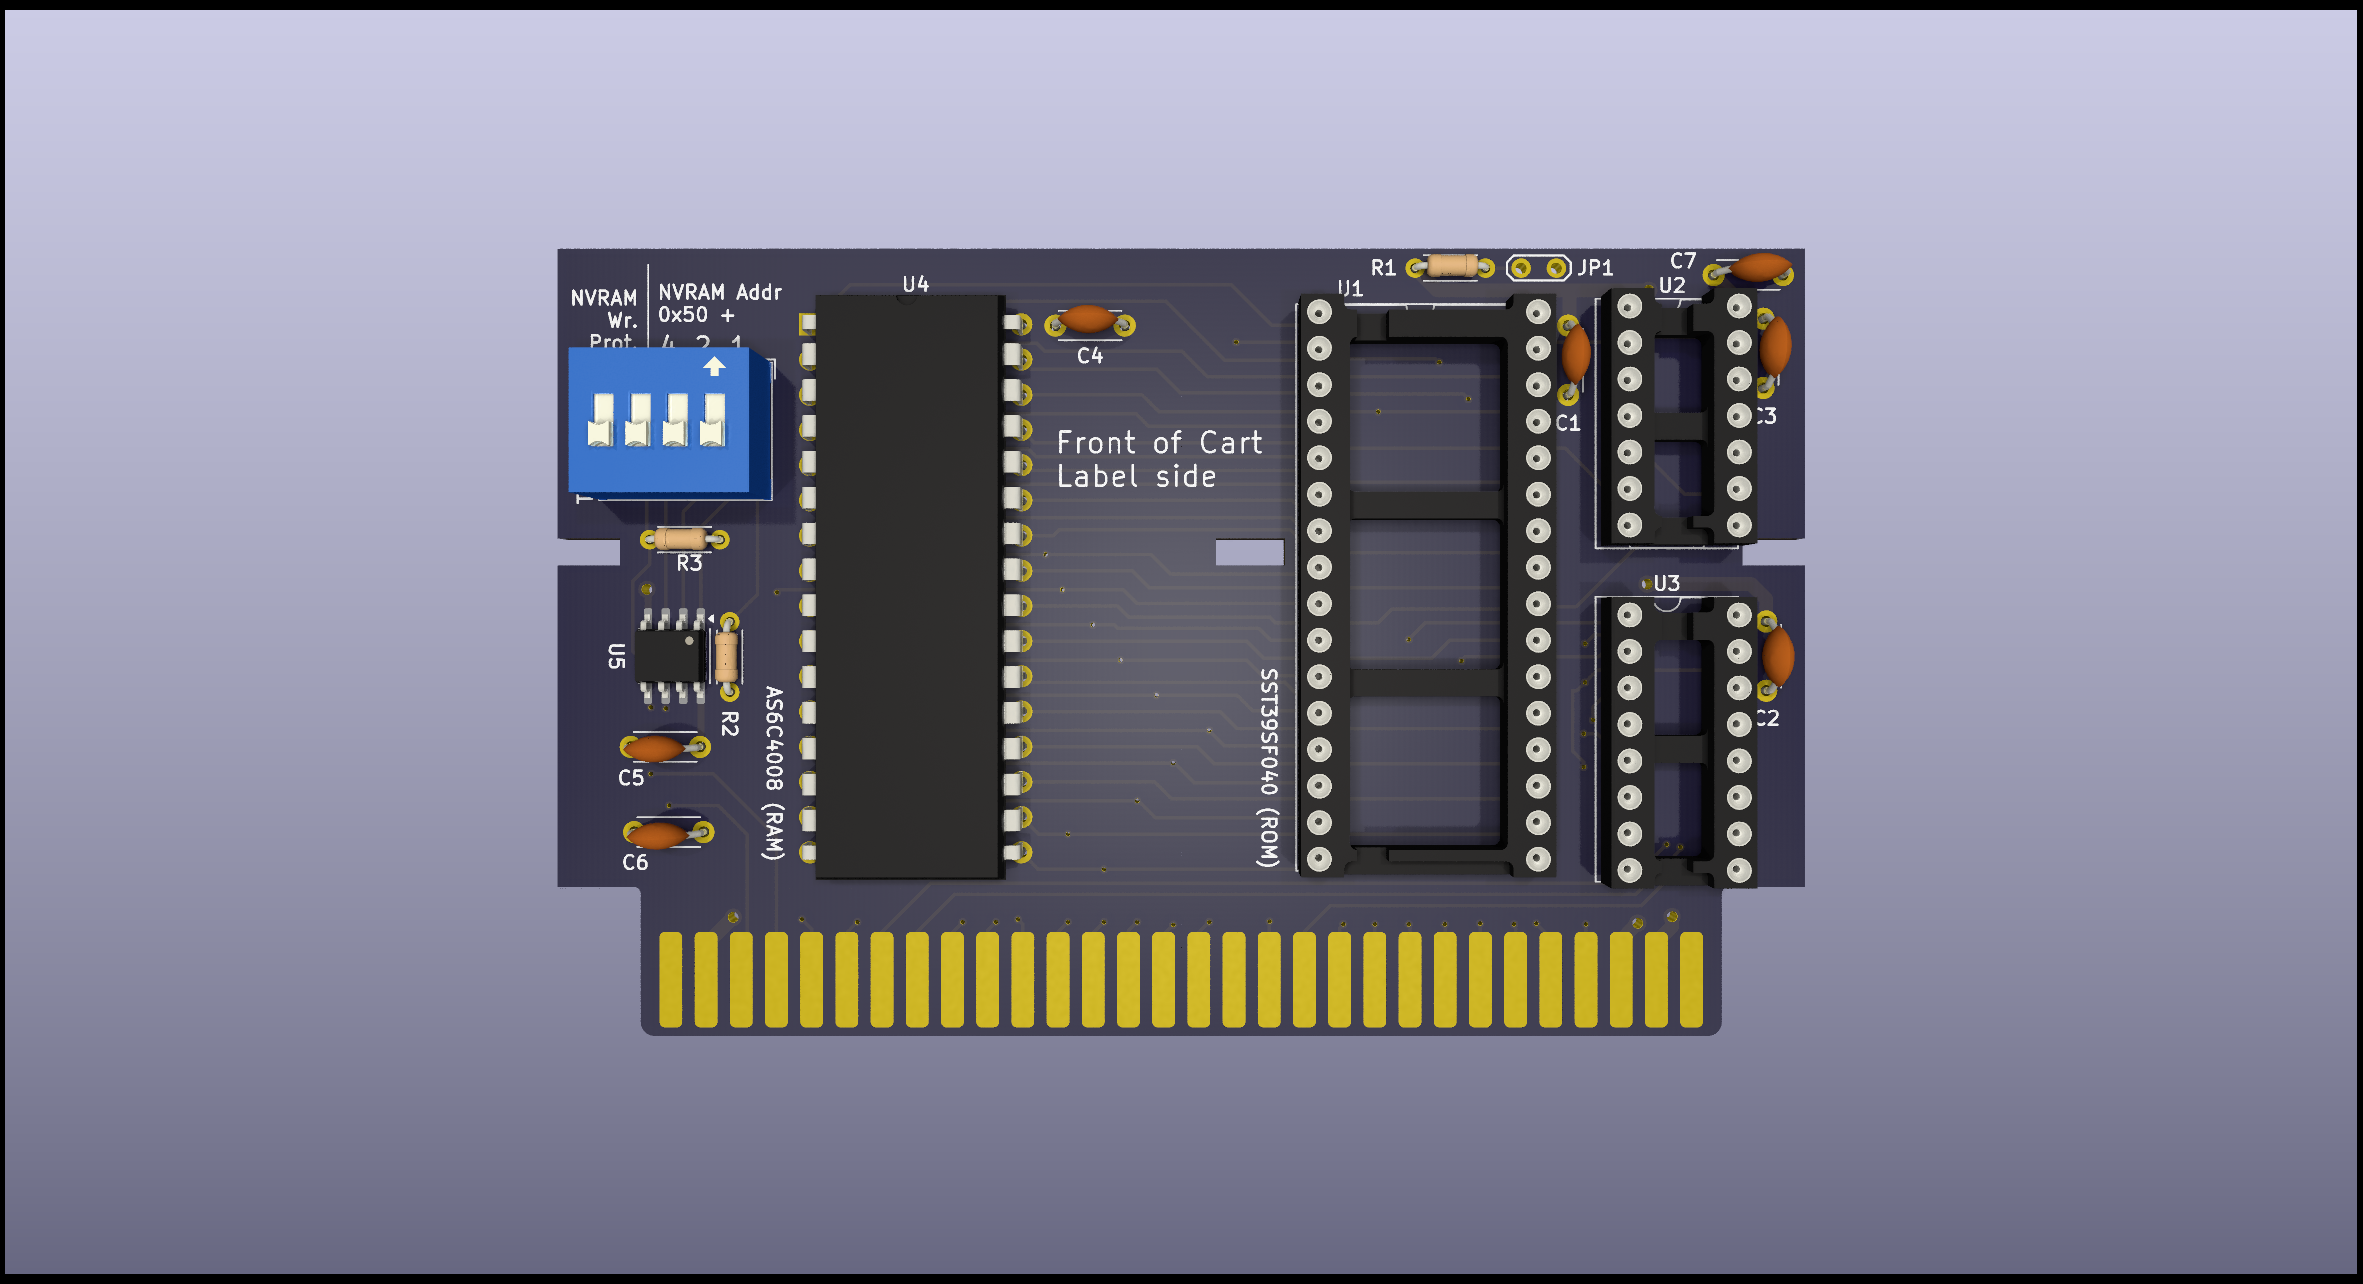 NVRAM
Wr.
Prot.
NVRAM Addr
0x50 +
4 2 1
U4
C4
R1
JP1
C7
U1
U2
C1
C3
Front of Cart
Label side
R3
U3
U5
R2
C2
AS6C4008 (RAM)
SST39SF040 (ROM)
C5
C6